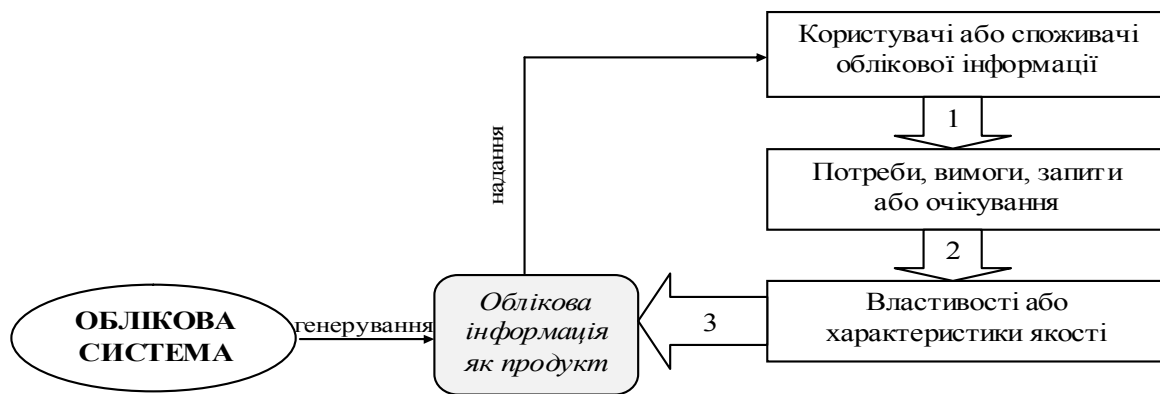 Користувачі або споживачі
облікової інформації
1
Потреби, вимоги, запити
або очікування
2
Властивості або
характеристики якості
3
надання
Облікова
інформація
як продукт
генерування
ОБЛІКОВА
СИСТЕМА